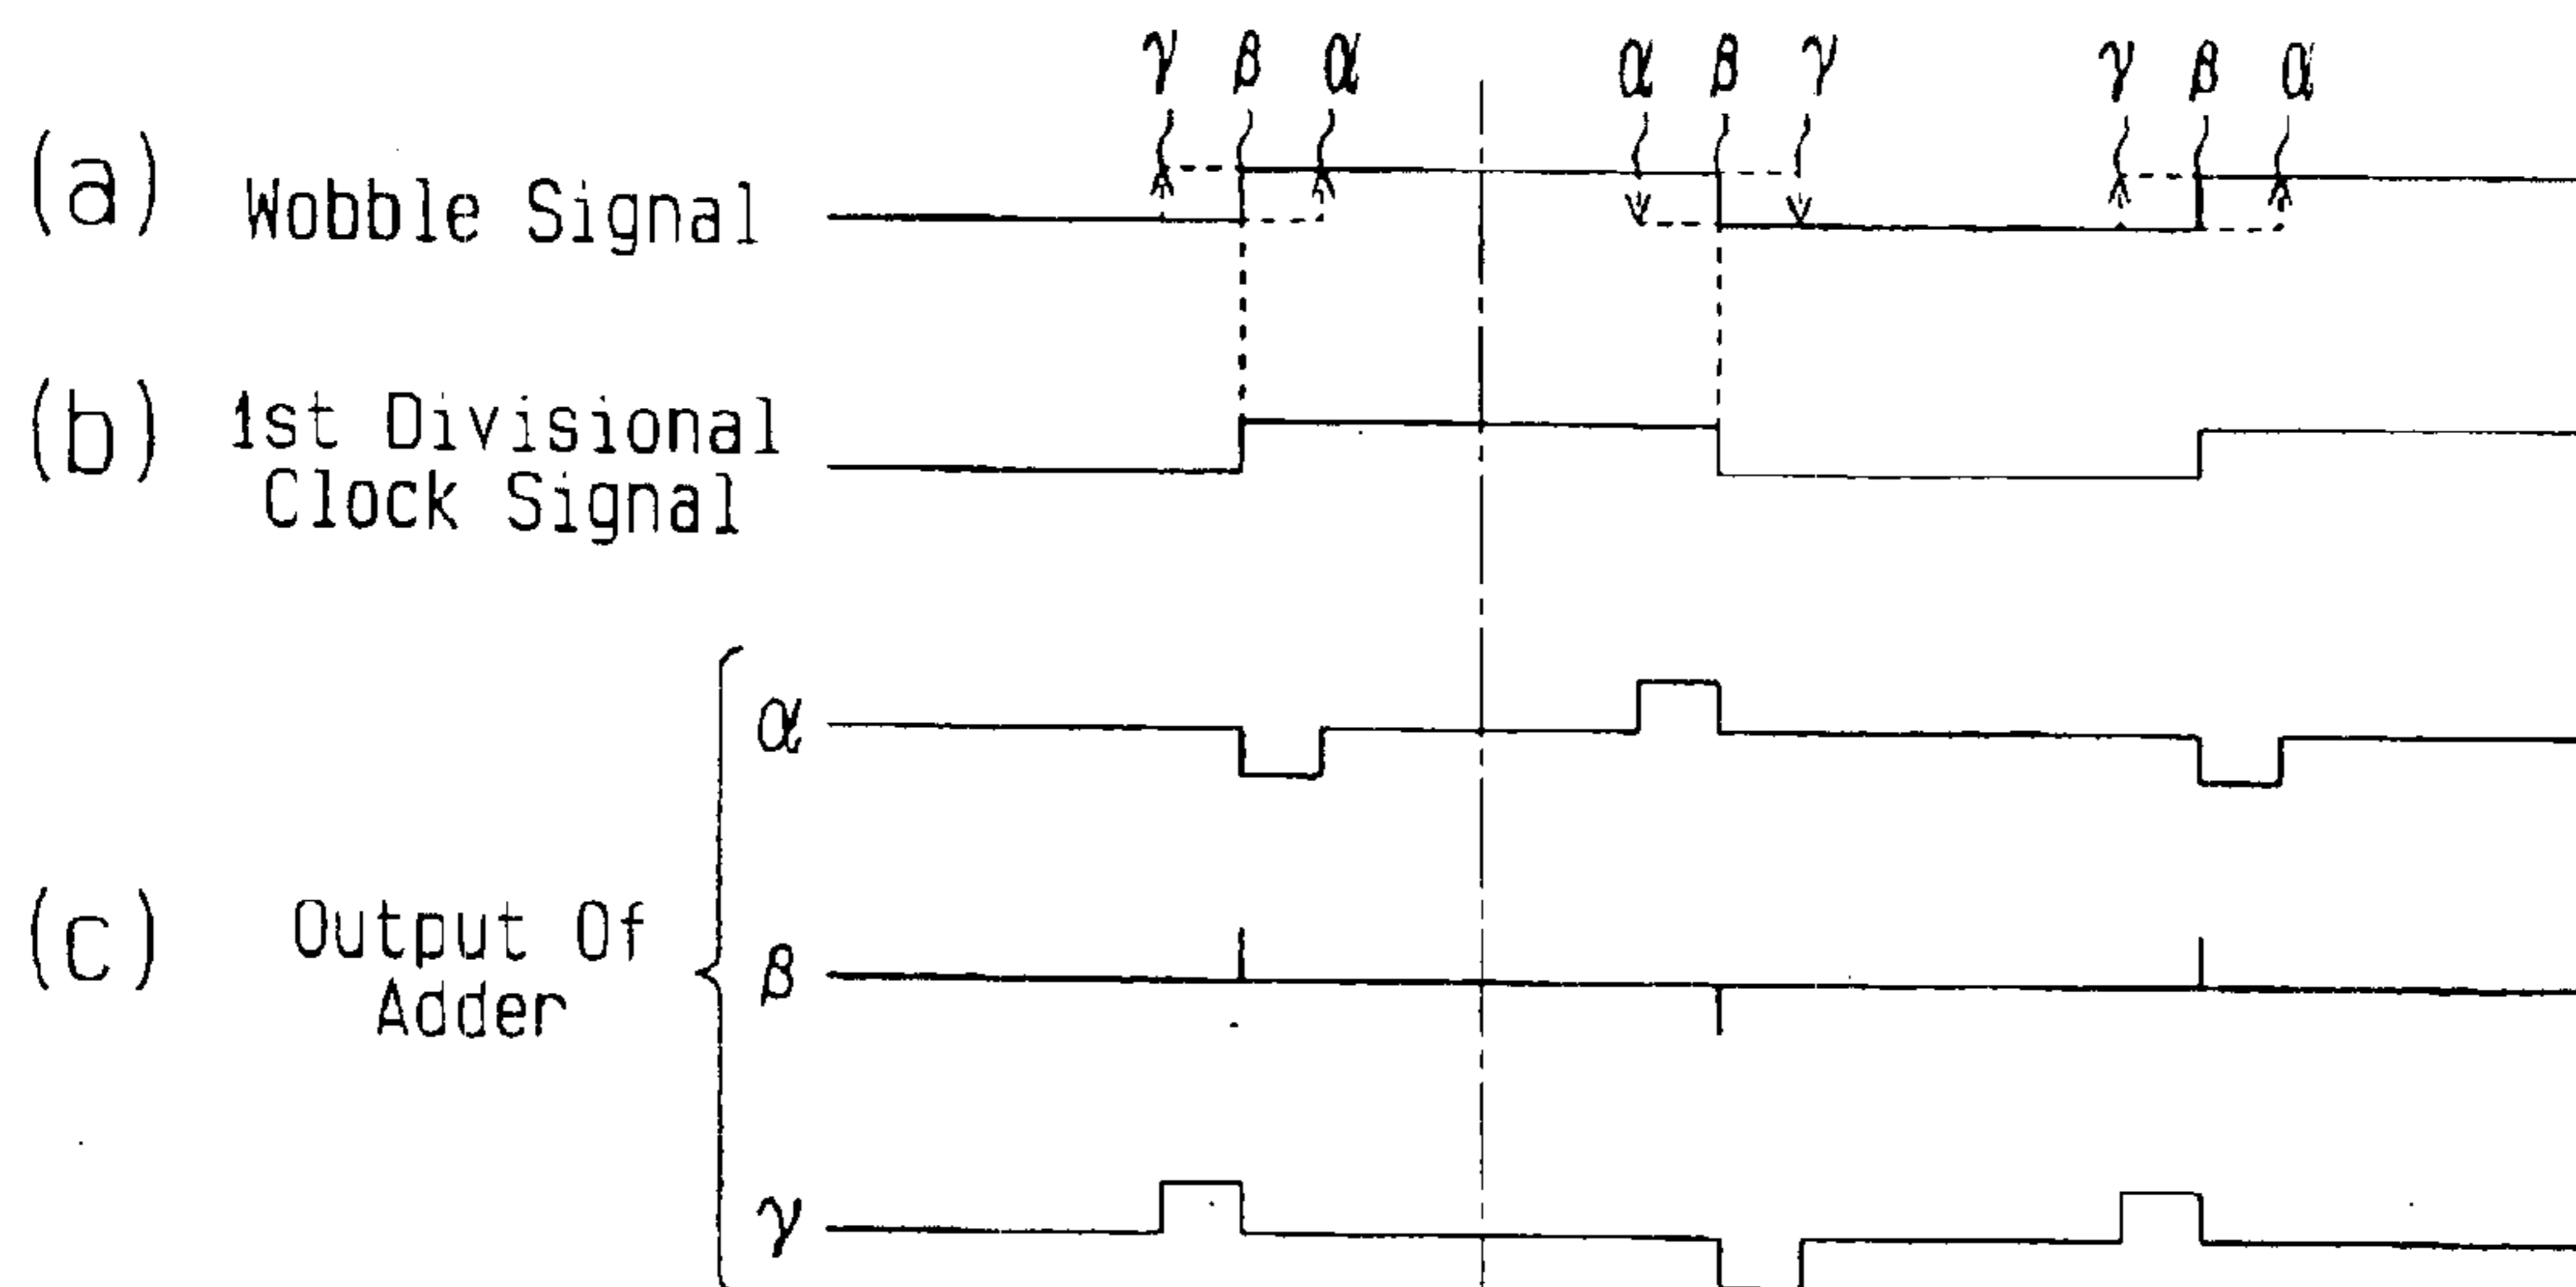 γ β α α β γ γ β α
(a) Wobble Signal
(b) 1st Divisional
Clock Signal
α
(c) Output Of
Adder
β
γ